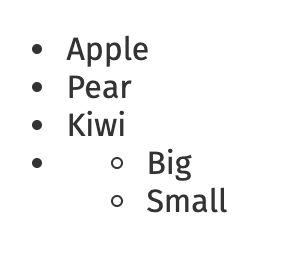 • Apple
• Pear
• Kiwi
• ◦ Big
◦ Small